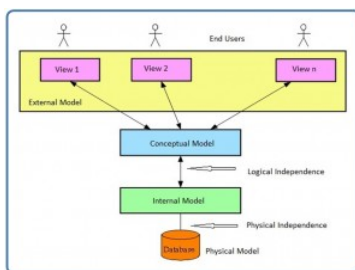 End Users
View 1
View 2
View n
External Model
Conceptual Model
Logical Independence
Internal Model
Physical Independence
Database
Physical Model